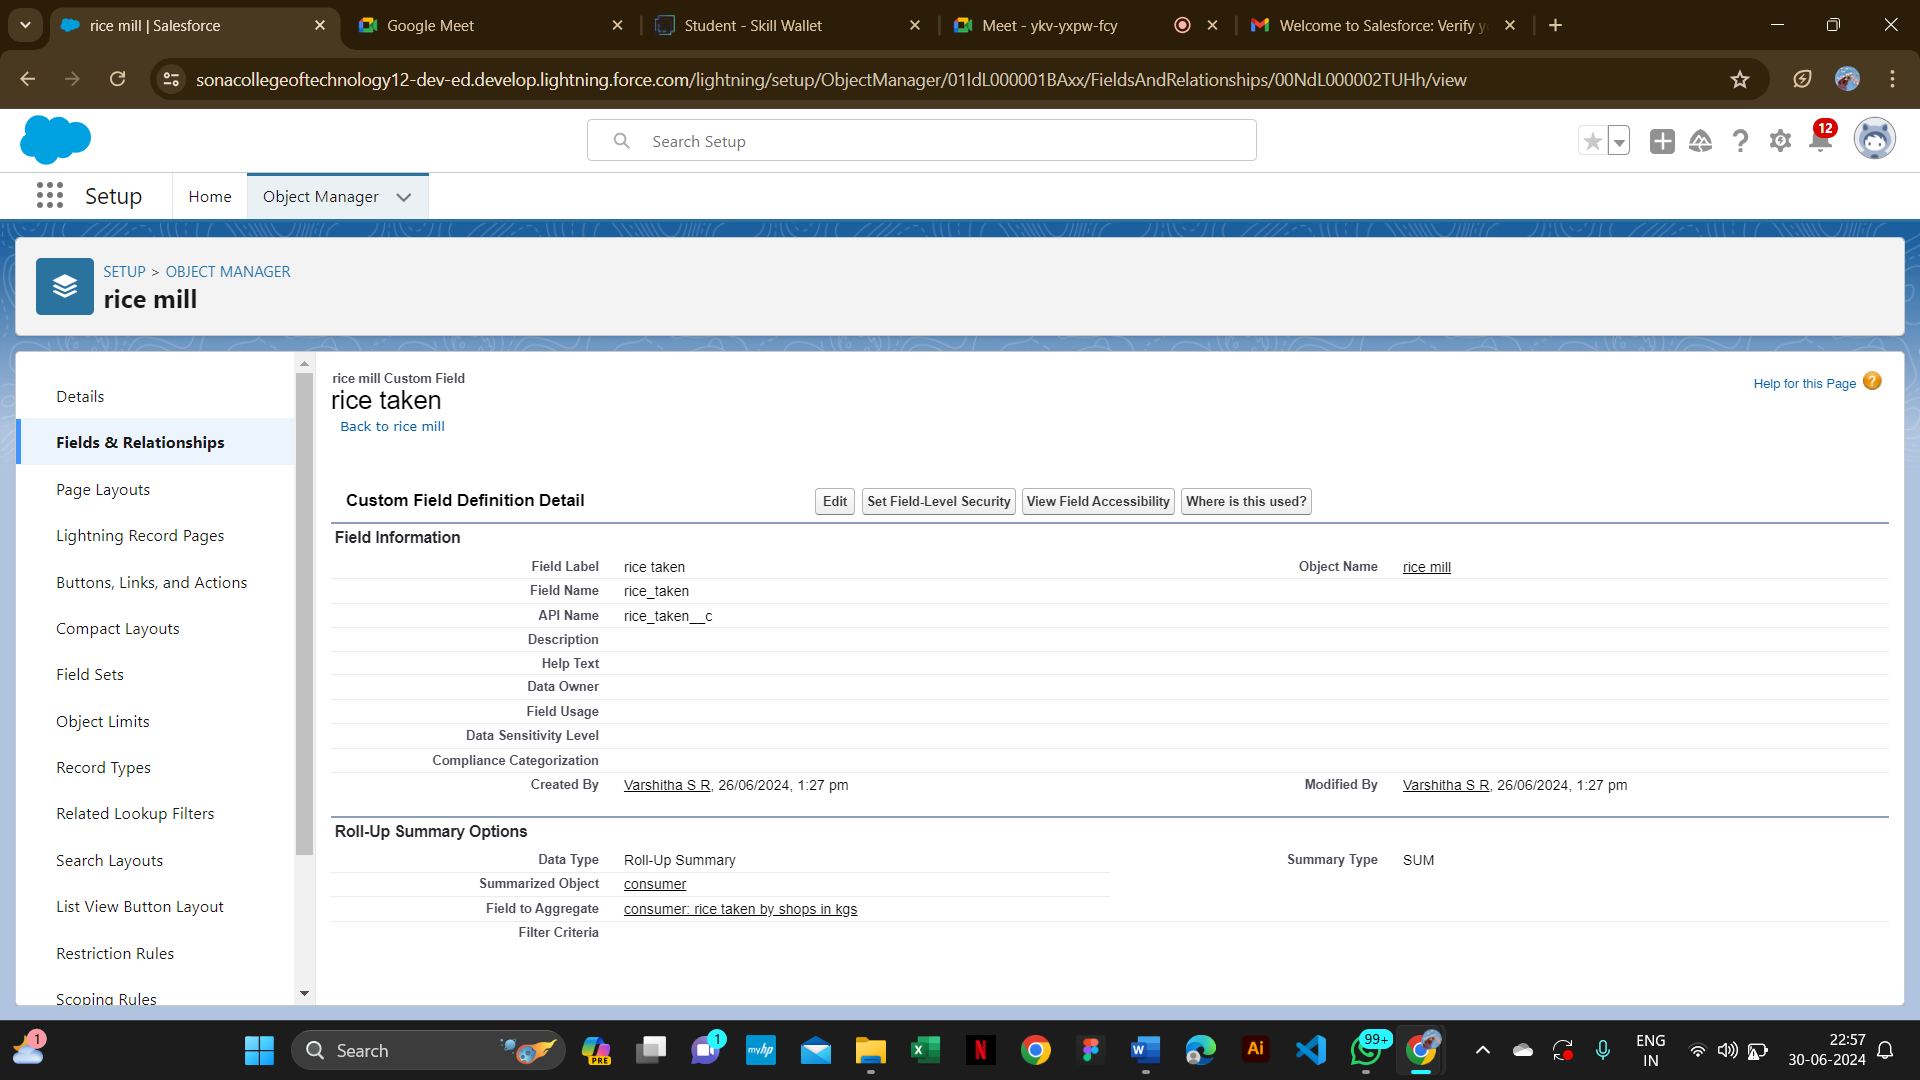 rice mill | Salesforce
Google Meet
Student - Skill Wallet
Meet - ykv-yxpw-fcy
Welcome to Salesforce: Verify y
sonacollegeoftechnology12-dev-ed.develop.lightning.force.com/lightning/setup/ObjectManager/01IdL000001BAxx/FieldsAndRelationships/00NdL000002TUHh/view
Search Setup
12
Setup
Home
Object Manager
SETUP > OBJECT MANAGER
rice mill
Details
Fields & Relationships
Page Layouts
Lightning Record Pages
Buttons, Links, and Actions
Compact Layouts
Field Sets
Object Limits
Record Types
Related Lookup Filters
Search Layouts
List View Button Layout
Restriction Rules
Scoping Rules
rice mill Custom Field
rice taken
Back to rice mill
Help for this Page ?
Custom Field Definition Detail
Edit
Set Field-Level Security
View Field Accessibility
Where is this used?
Field Information
Field Label rice taken
Object Name rice mill
Field Name rice_taken
API Name rice_taken__c
Description
Help Text
Data Owner
Field Usage
Data Sensitivity Level
Compliance Categorization
Created By Varshitha S R, 26/06/2024, 1:27 pm
Modified By Varshitha S R, 26/06/2024, 1:27 pm
Roll-Up Summary Options
Data Type Roll-Up Summary
Summary Type SUM
Summarized Object consumer
Field to Aggregate consumer: rice taken by shops in kgs
Filter Criteria
1
Search
PRE
1
myhp
N
Ai
99+
ENG
IN
22:57
30-06-2024